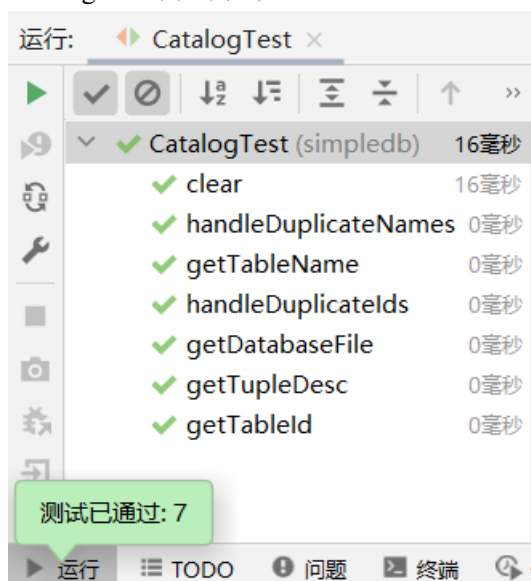 运行: CatalogTest ×
CatalogTest (simpledb) 16毫秒
clear 16毫秒
handleDuplicateNames 0毫秒
getTableName 0毫秒
handleDuplicateIds 0毫秒
getDatabaseFile 0毫秒
getTupleDesc 0毫秒
getTableId 0毫秒
测试已通过: 7
运行 TODO 问题 终端